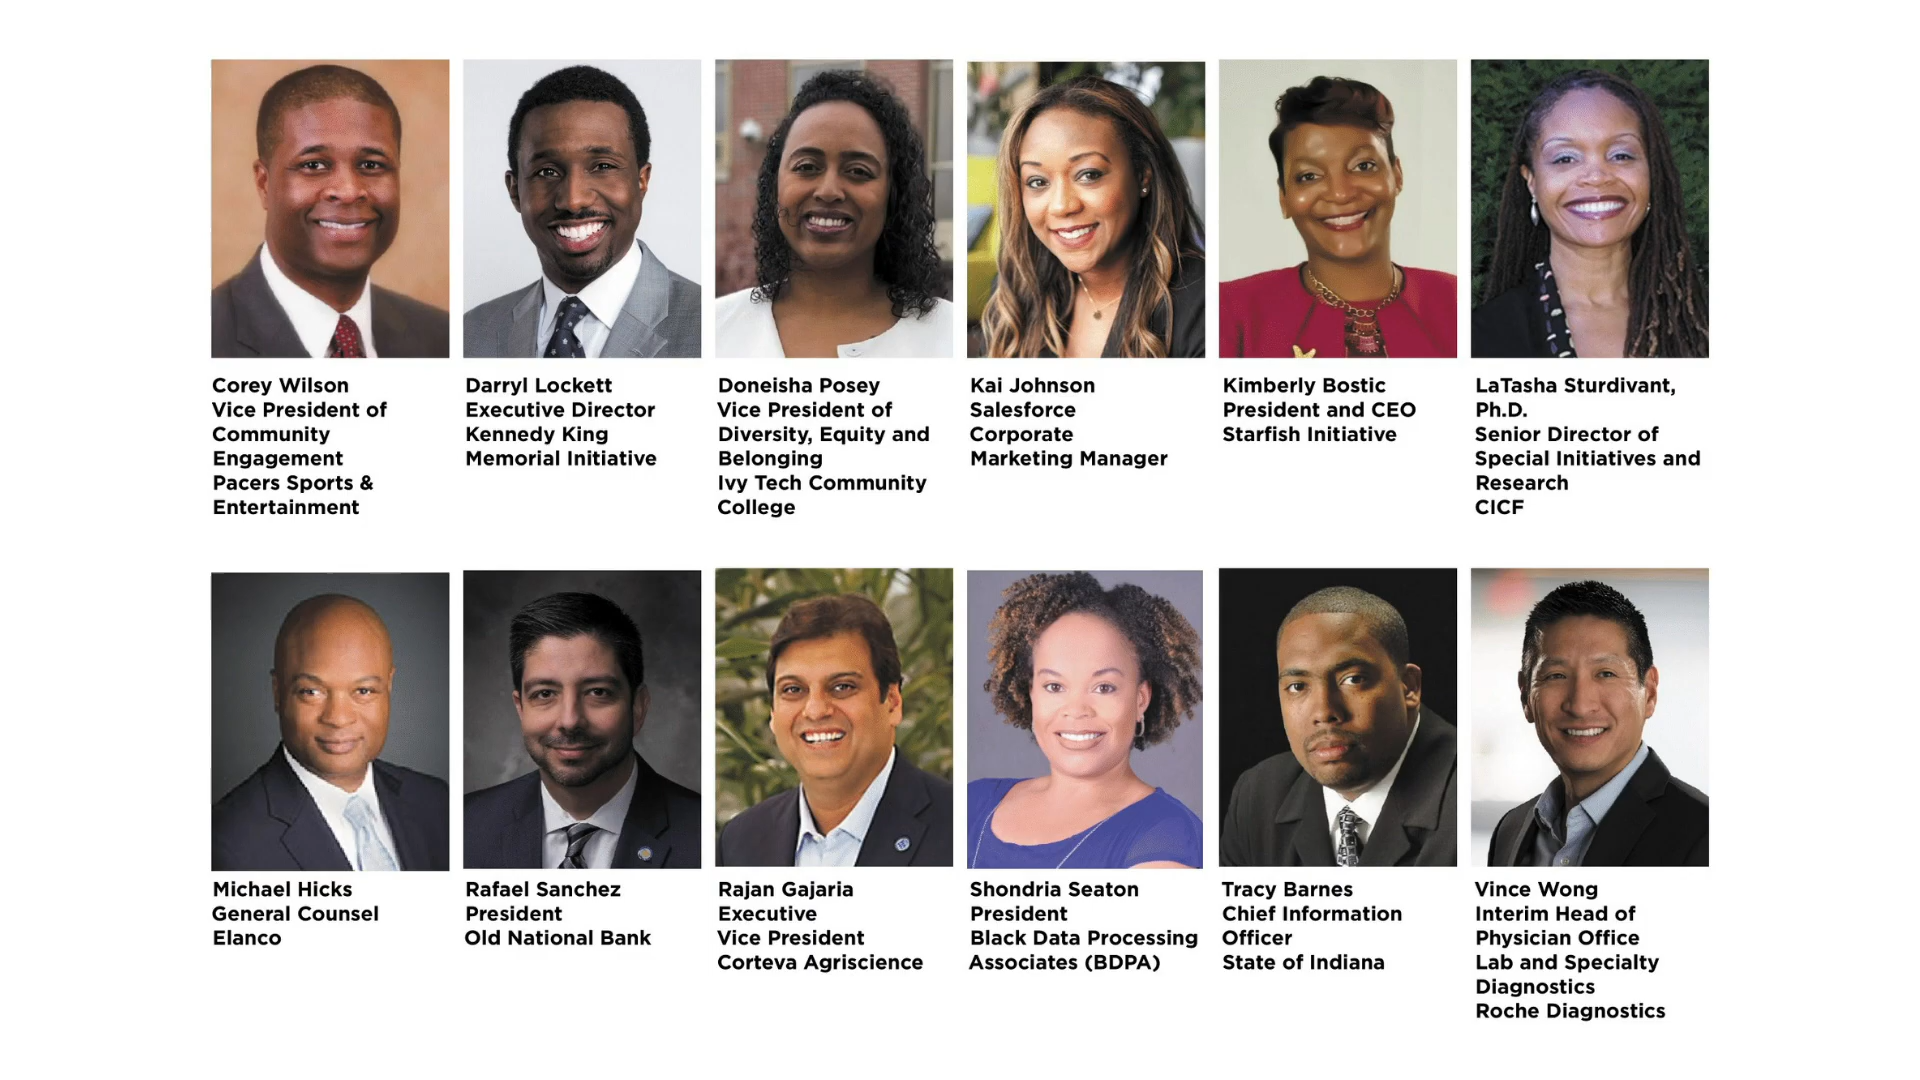 Corey Wilson
Vice President of
Community
Engagement
Pacers Sports &
Entertainment
Darryl Lockett
Executive Director
Kennedy King
Memorial Initiative
Doneisha Posey
Vice President of
Diversity, Equity and
Belonging
Ivy Tech Community
College
Kai Johnson
Salesforce
Corporate
Marketing Manager
Kimberly Bostic
President and CEO
Starfish Initiative
LaTasha Sturdivant,
Ph.D.
Senior Director of
Special Initiatives and
Research
CICF
Michael Hicks
General Counsel
Elanco
Rafael Sanchez
President
Old National Bank
Rajan Gajaria
Executive
Vice President
Corteva Agriscience
Shondria Seaton
President
Black Data Processing
Associates (BDPA)
Tracy Barnes
Chief Information
Officer
State of Indiana
Vince Wong
Interim Head of
Physician Office
Lab and Specialty
Diagnostics
Roche Diagnostics